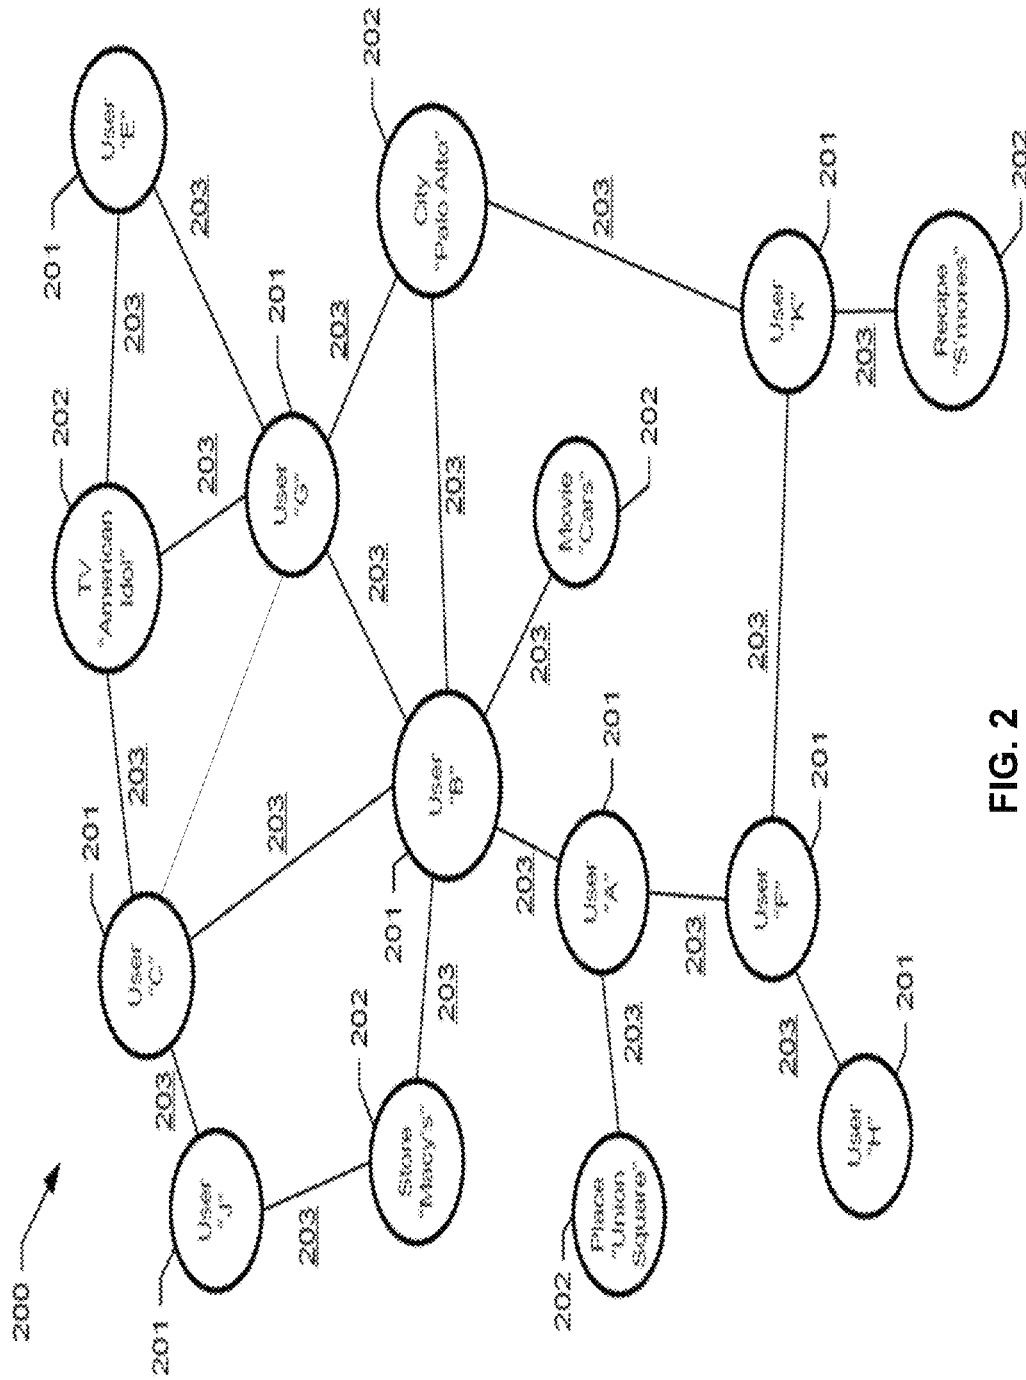 200
201
202
201
TV
"American
Idol"
User
"E"
203
203
User
"C"
201
203
203
203
User
"J"
203
201
User
"G"
203
203
202
202
203
201
Store
"Macy's"
City
"Palo Alto"
User
"B"
203
203
203
203
202
Movie
"Cars"
User
"A"
203
201
Place
"Union
Square"
203
202
203
203
User
"F"
203
User
"K"
201
201
User
"H"
203
201
Recipe
"S'mores"
202
FIG. 2